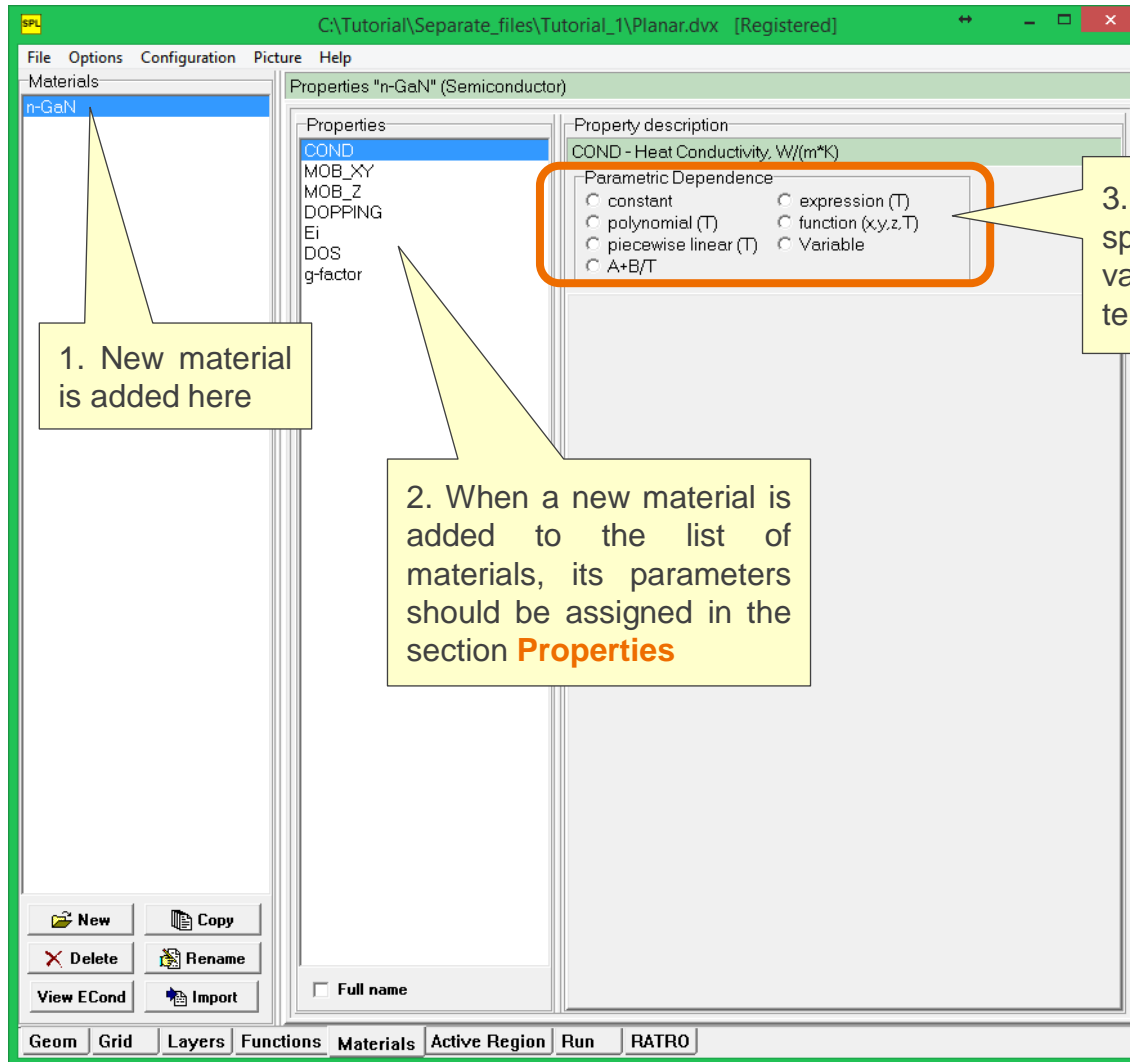 SPL
C:\Tutorial\Separate_files\Tutorial_1\Planar.dvx [Registered]
File Options Configuration Picture Help
Materials
n-GaN
Properties "n-GaN" (Semiconductor)
Properties
COND
MOB_XY
MOB_Z
DOPPING
Ei
DOS
g-factor
Property description
COND - Heat Conductivity, W/(m*K)
Parametric Dependence
constant
expression (T)
polynomial (T)
function (x,y,z,T)
piecewise linear (T)
Variable
A+B/T
1. New material
is added here
2. When a new material is
added to the list of
materials, its parameters
should be assigned in the
section Properties
3.
sp
va
te
New
Copy
Delete
Rename
View ECond
Import
Full name
Geom Grid Layers Functions Materials Active Region Run RATRO